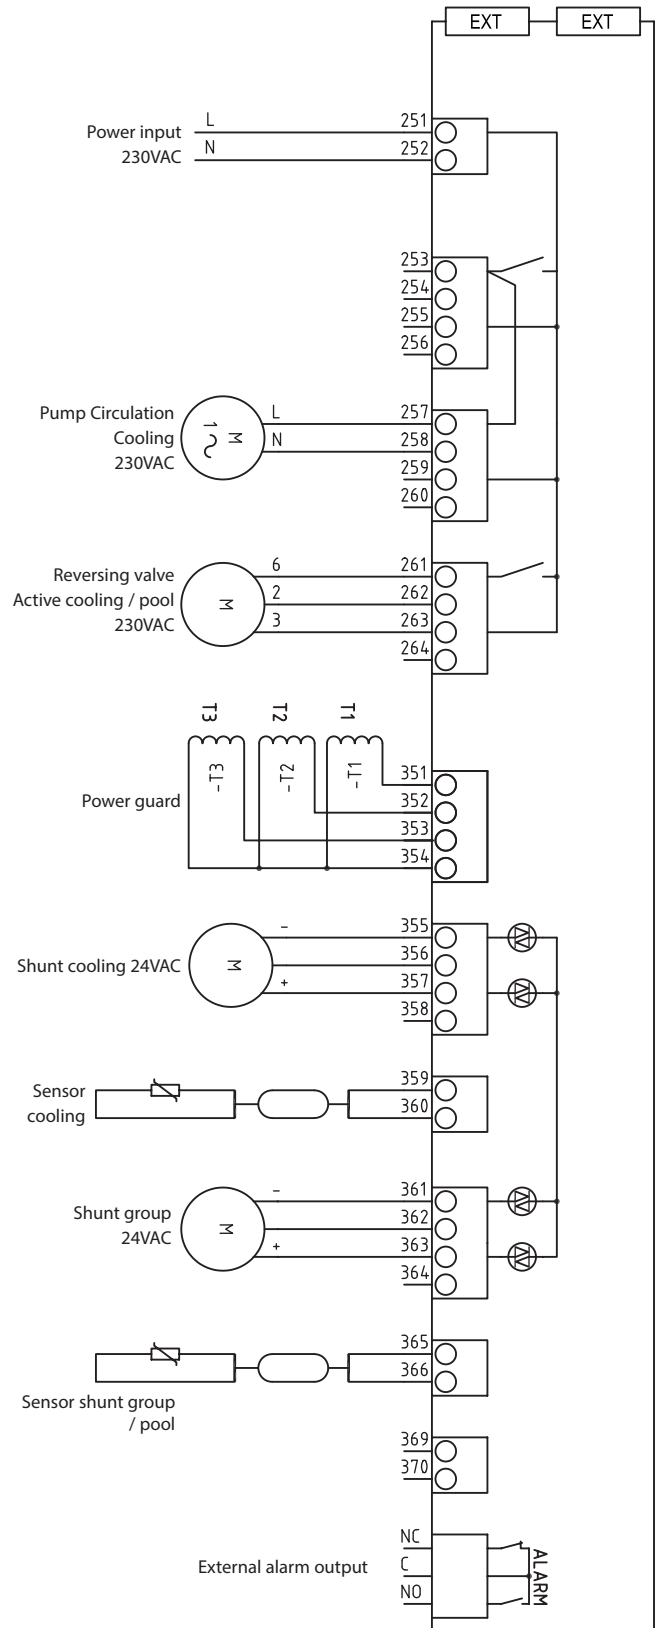 EXT EXT
L 251
Power input
230VAC
N 252
253
254
255
256
Pump Circulation
Cooling
230VAC
M
1
L 257
N 258
259
260
Reversing valve
Active cooling / pool
230VAC
M
6 261
2 262
3 263
264
T3 T2 T1
-T3 -T2 -T1
Power guard
351
352
353
354
Shunt cooling 24VAC
M
- 355
356
+ 357
358
Sensor
cooling
359
360
Shunt group
24VAC
M
- 361
362
+ 363
364
365
366
Sensor shunt group
/ pool
369
370
External alarm output
NC
C
NO
ALARM